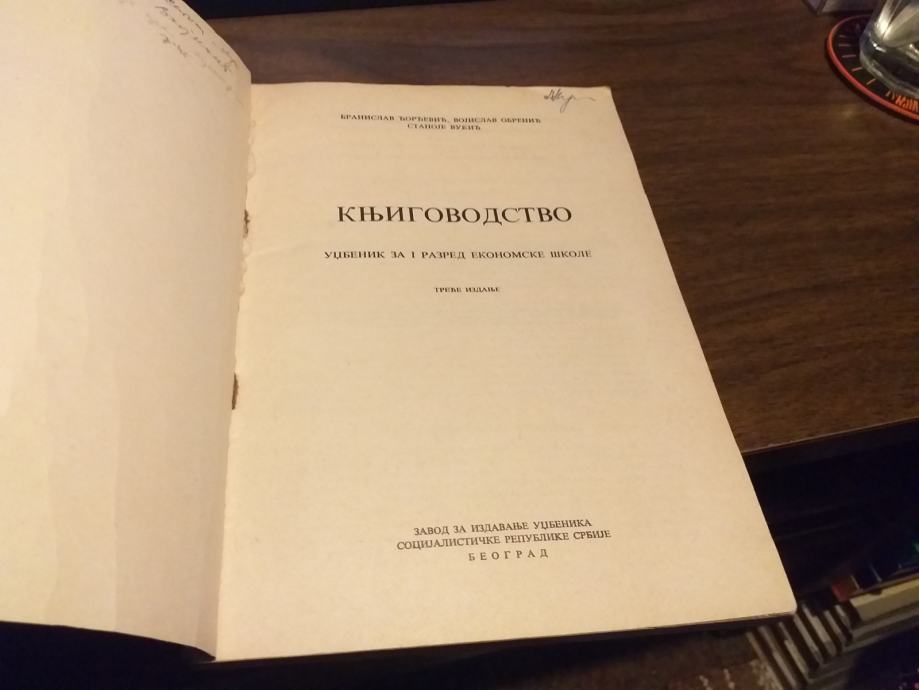 БРАНИСЛАВ ЂОРЂЕВИЋ, ВОЈИСЛАВ ОБРЕНИЋ
СТАНОЈЕ ВУКИЋ
КЊИГОВОДСТВО
УЏБЕНИК ЗА I РАЗРЕД ЕКОНОМСКЕ ШКОЛЕ
ТРЕЋЕ ИЗДАЊЕ
ЗАВОД ЗА ИЗДАВАЊЕ УЏБЕНИКА
СОЦИЈАЛИСТИЧКЕ РЕПУБЛИКЕ СРБИЈЕ
БЕОГРАД